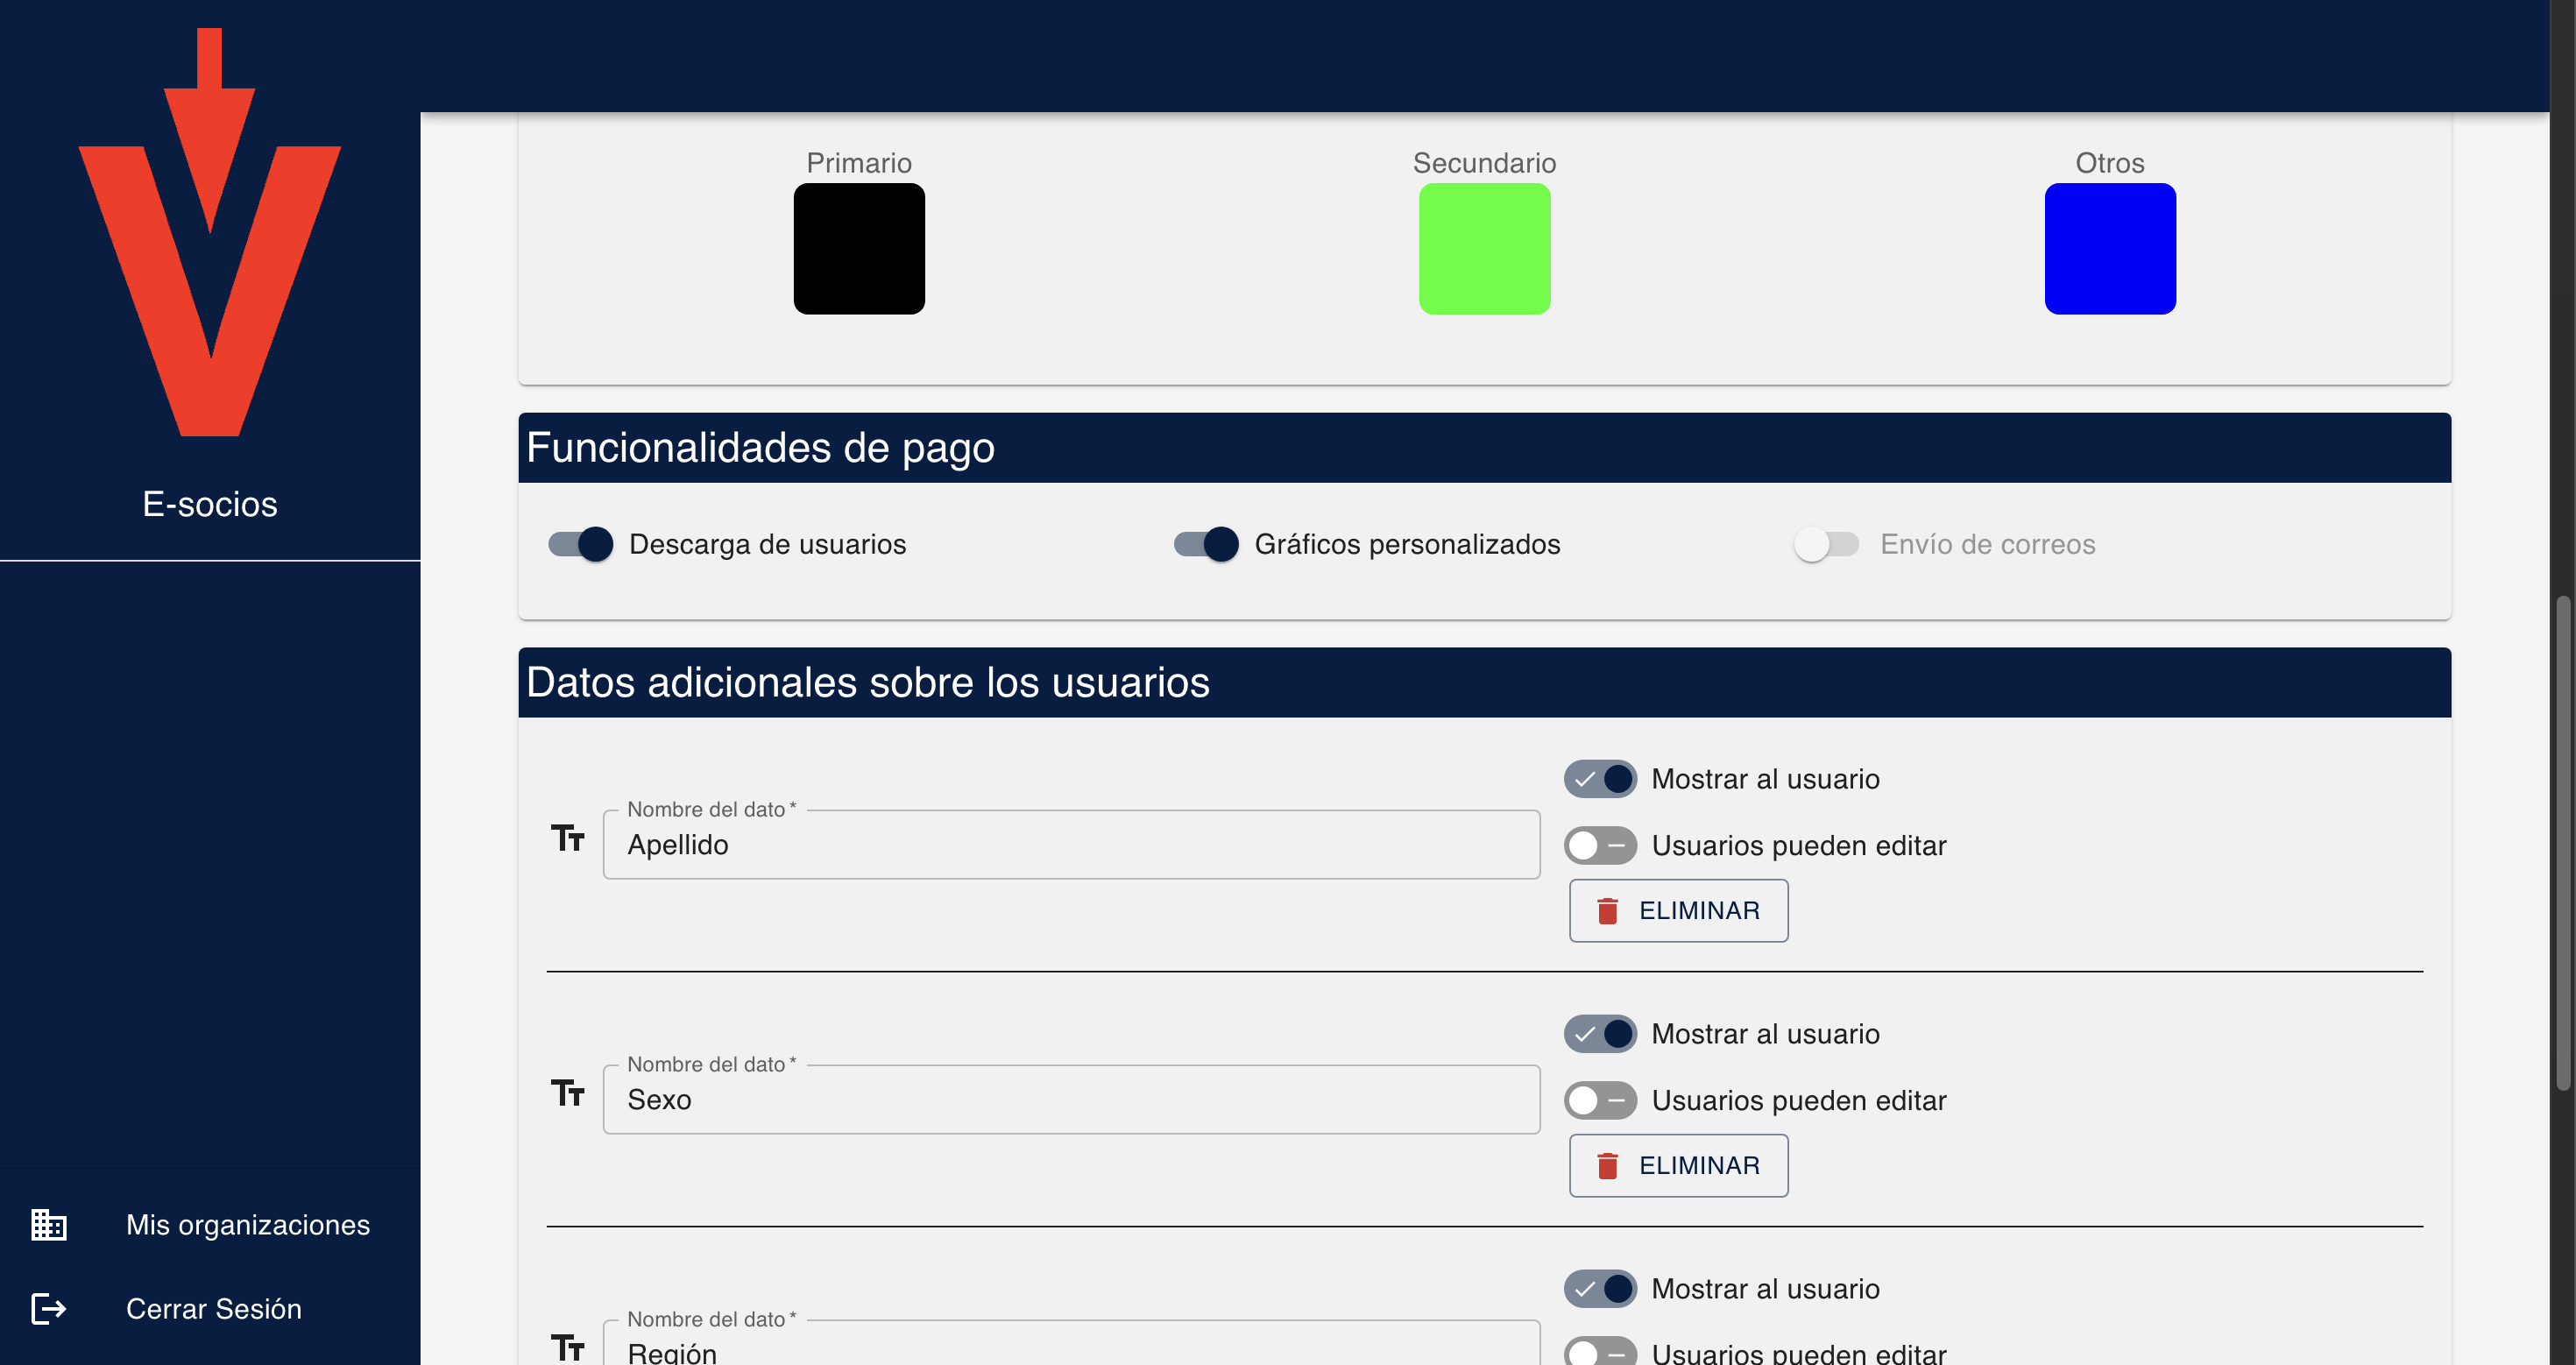 E-socios
Mis organizaciones
Cerrar Sesión
Primario
Secundario
Otros
Funcionalidades de pago
Descarga de usuarios
Gráficos personalizados
Envío de correos
Datos adicionales sobre los usuarios
Nombre del dato *
Apellido
Mostrar al usuario
Usuarios pueden editar
ELIMINAR
Nombre del dato *
Sexo
Mostrar al usuario
Usuarios pueden editar
ELIMINAR
Nombre del dato *
Región
Mostrar al usuario
Usuarios pueden editar